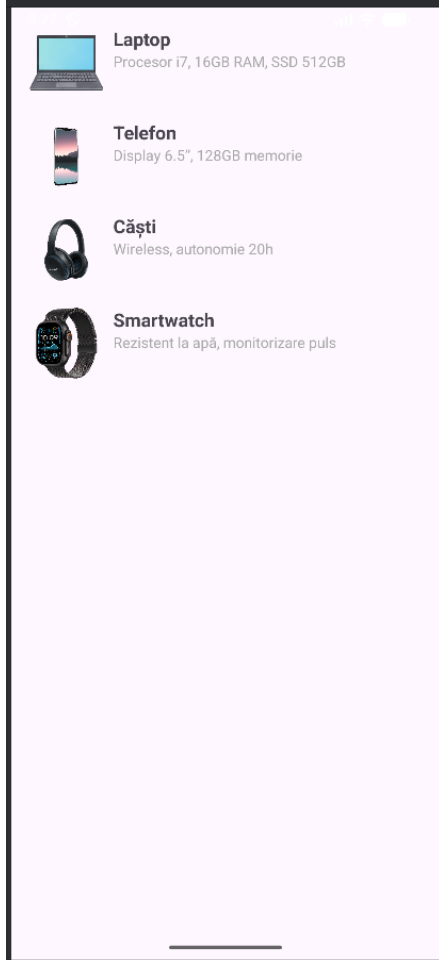 Laptop
Procesor i7, 16GB RAM, SSD 512GB
Telefon
Display 6.5”, 128GB memorie
Căști
Wireless, autonomie 20h
Smartwatch
Rezistent la apă, monitorizare puls